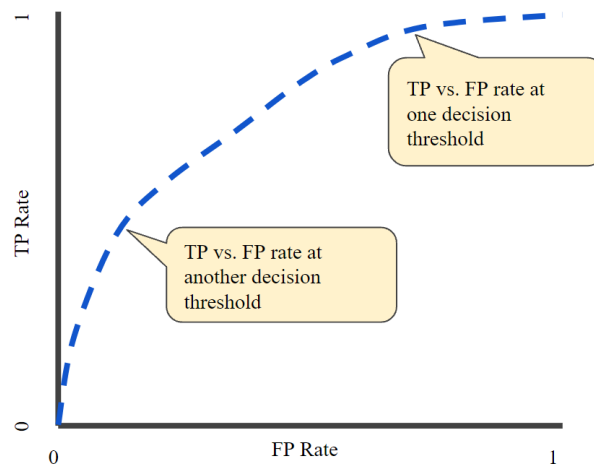 1
TP vs. FP rate at
one decision
threshold
TP Rate
TP vs. FP rate at
another decision
threshold
0
0
FP Rate
1